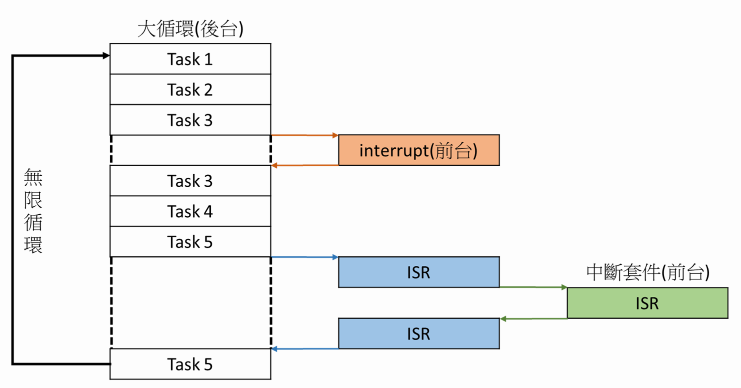 大循環(後台)
Task 1
Task 2
Task 3
interrupt(前台)
Task 3
Task 4
Task 5
ISR
中斷套件(前台)
ISR
ISR
Task 5
無限循環